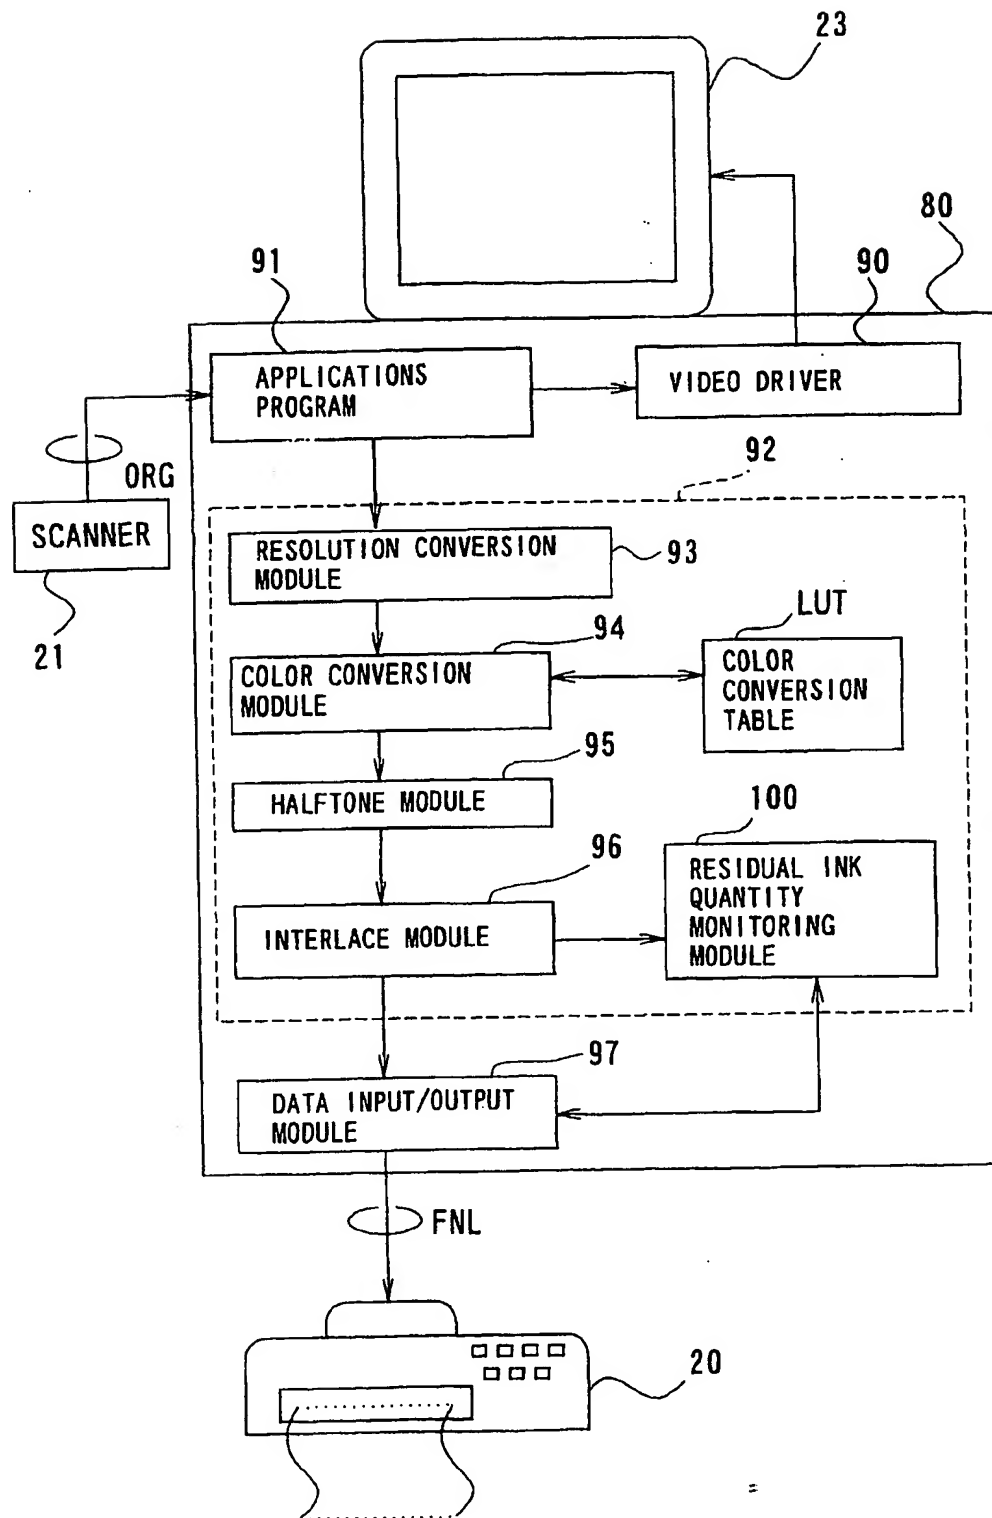 23
80
91
90
APPLICATIONS
PROGRAM
VIDEO DRIVER
92
ORG
SCANNER
21
RESOLUTION CONVERSION
MODULE
93
94
LUT
COLOR CONVERSION
MODULE
COLOR
CONVERSION
TABLE
95
HALFTONE MODULE
100
96
RESIDUAL INK
QUANTITY
MONITORING
MODULE
INTERLACE MODULE
97
DATA INPUT/OUTPUT
MODULE
FNL
20